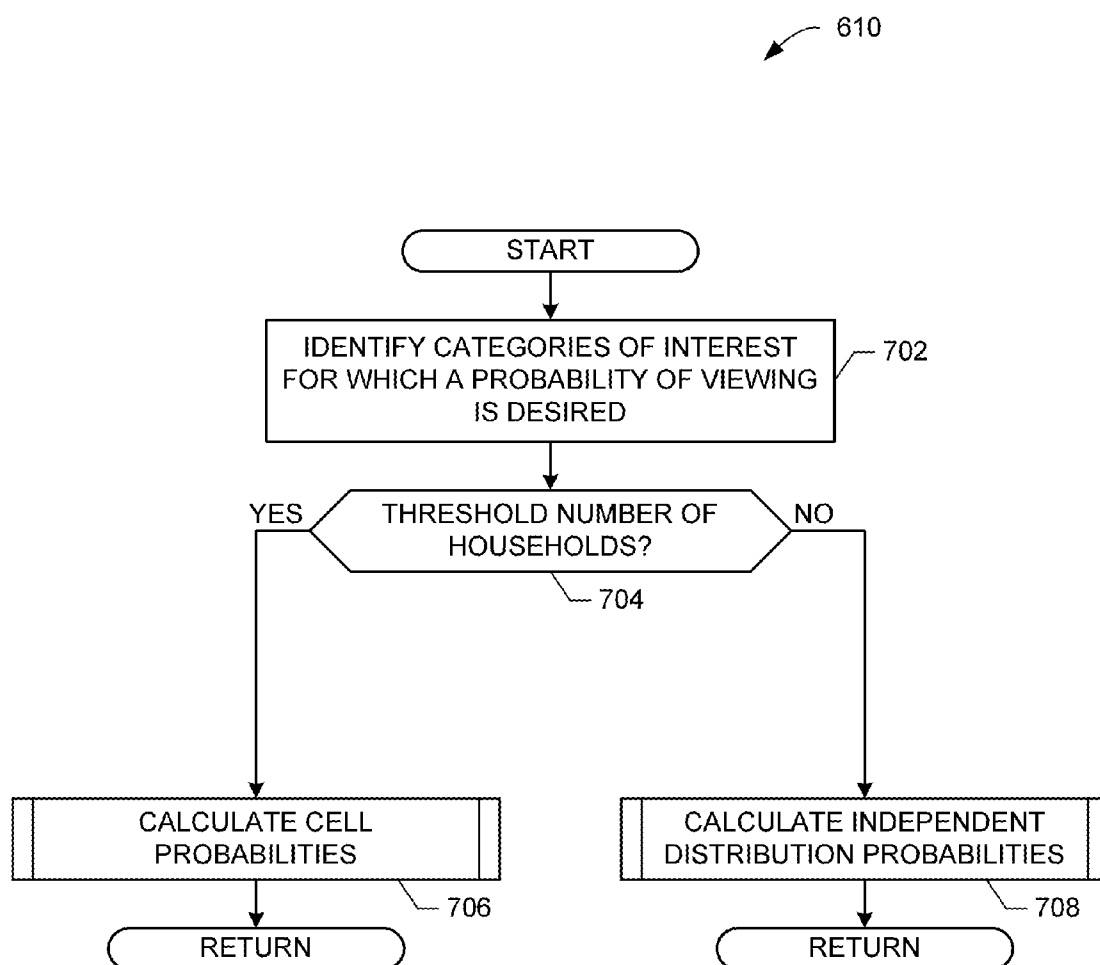 610
START
IDENTIFY CATEGORIES OF INTEREST
FOR WHICH A PROBABILITY OF VIEWING
IS DESIRED
702
YES
THRESHOLD NUMBER OF
HOUSEHOLDS?
NO
704
CALCULATE CELL
PROBABILITIES
706
CALCULATE INDEPENDENT
DISTRIBUTION PROBABILITIES
708
RETURN
RETURN